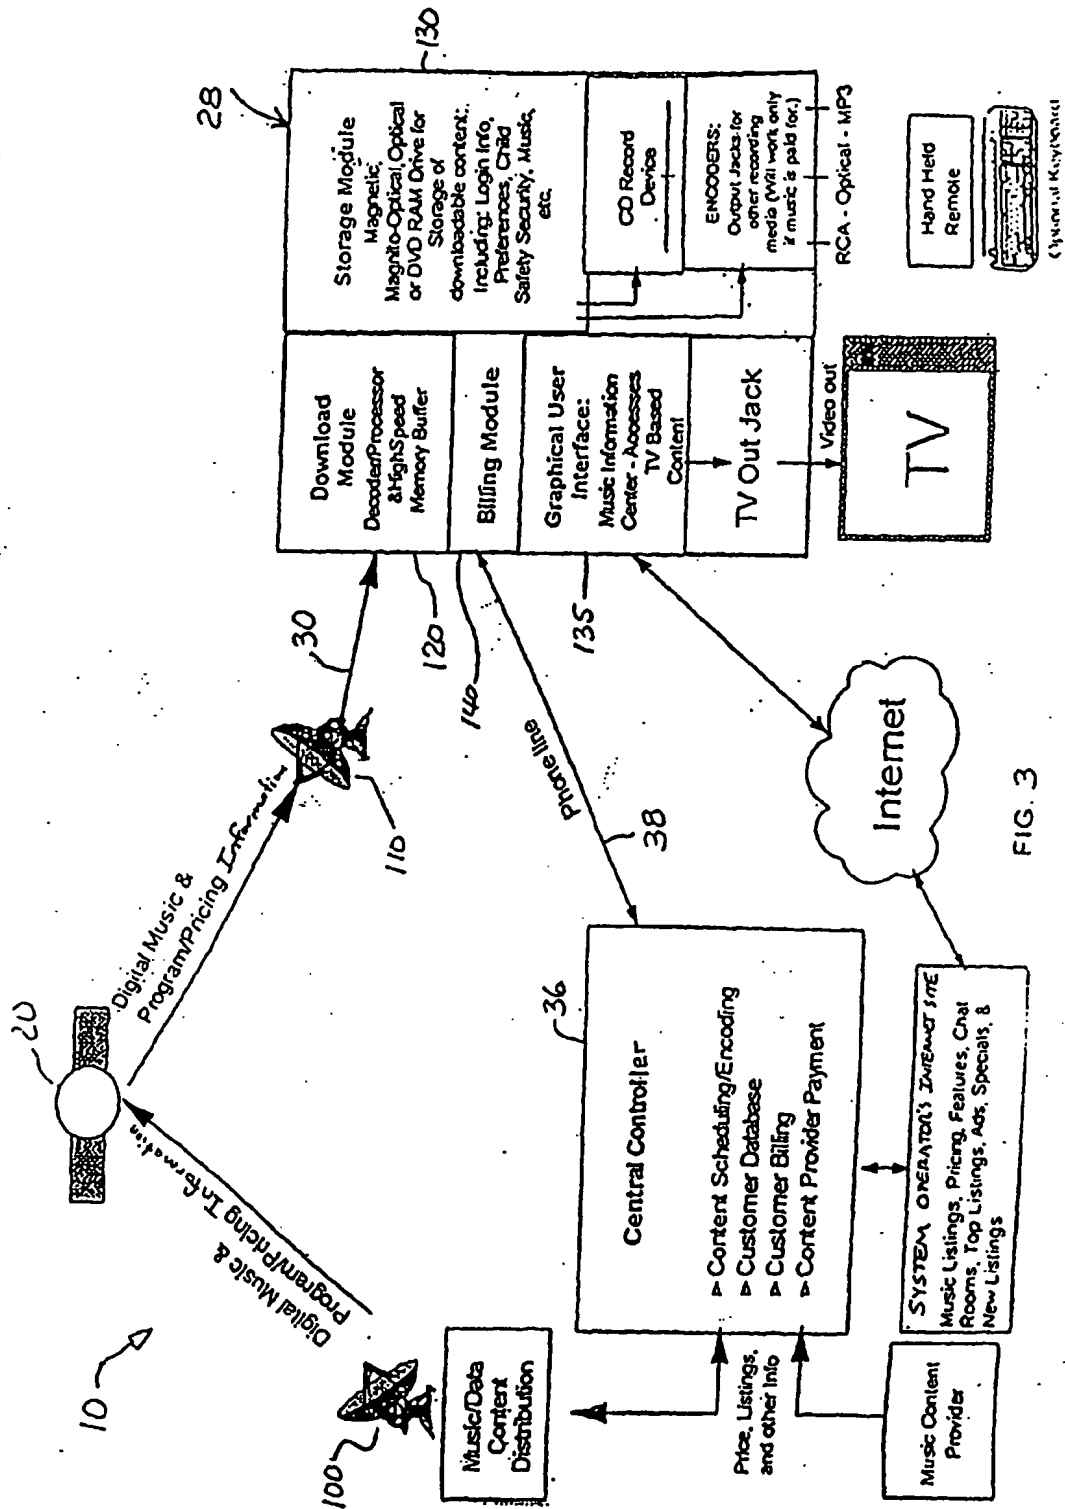 10
20
Digital Music &
Program/Pricing Information
Digital Music &
Program/Pricing Information
100
Music/Data
Content
Distribution
110
30
28
130
Download
Module
Decoder/Processor
& High Speed
Memory Buffer
120
Billing Module
140
Graphical User
Interface:
Music Information
Center - Accesses
TV Based
Content
135
TV Out Jack
Video out
TV
Storage Module
Magnetic,
Magnito-Optical, Optical
or DVD RAM Drive for
Storage of
downloadable content:
Including: Login Info,
Preferences, Child
Safety Security, Music,
etc.
CD Record
Device
ENCODERS:
Output Jacks for
other recording
media (Will work only
if music is paid for.)
RCA - Optical - MP3
Hand Held
Remote
Optional Keyboard
Phone line
38
36
Central Controller
▻ Content Scheduling/Encoding
▻ Customer Database
▻ Customer Billing
▻ Content Provider Payment
Price, Listings,
and other Info
Music Content
Provider
SYSTEM OPERATOR'S INTERNET SITE
Music Listings, Pricing, Features, Chat
Rooms, Top Listings, Ads, Specials, &
New Listings
Internet
FIG. 3